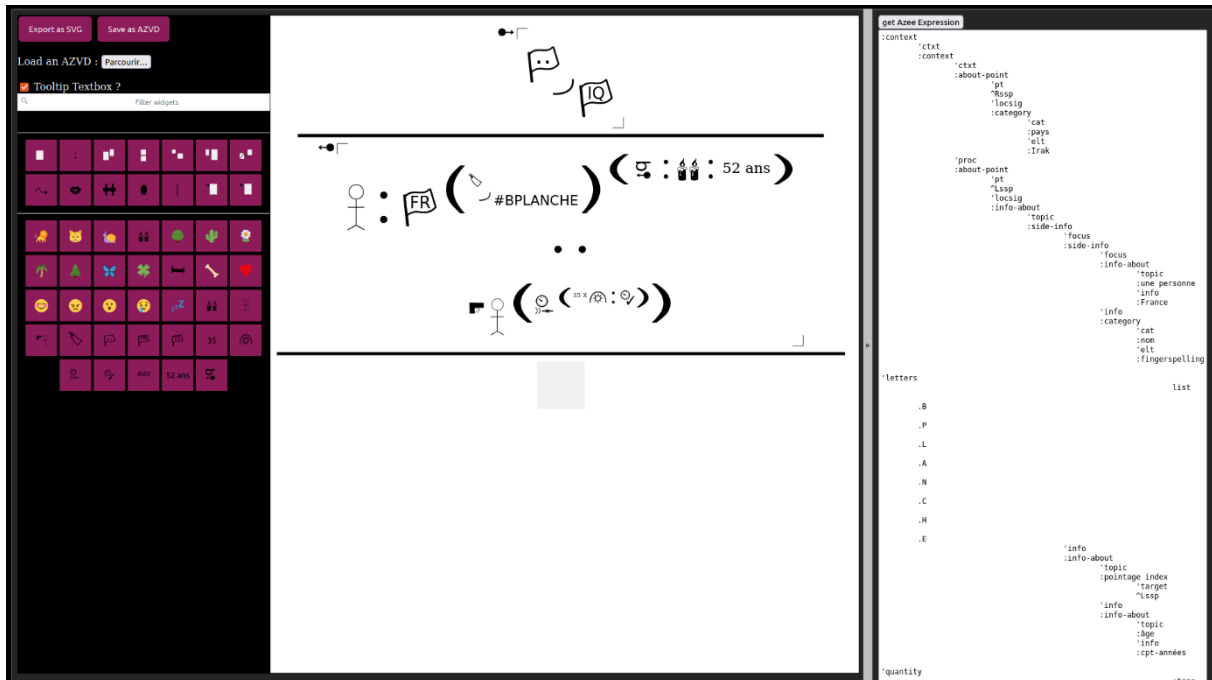 Export as SVG
Save as AZVD
Load an AZVD : Parcourir...
Tooltip Textbox ?
Filter widgets
35
52 ans
IQ
FR
#BPLANCHE
: : 52 ans
35 X
get Azee Expression
:context
'ctxt
:context
'ctxt
:about-point
'pt
^Rssp
'locsig
:category
'cat
:pays
'elt
:Irak
'proc
:about-point
'pt
^Lssp
'locsig
:info-about
'topic
:side-info
'focus
:side-info
'focus
:info-about
'topic
:une personne
'info
:France
'info
:category
'cat
:nom
'elt
:fingerspelling
'letters
list
.B
.P
.L
.A
.N
.C
.H
.E
'info
:info-about
'topic
:pointage index
'target
^Lssp
'info
:info-about
'topic
:âge
'info
:cpt-années
'quantity